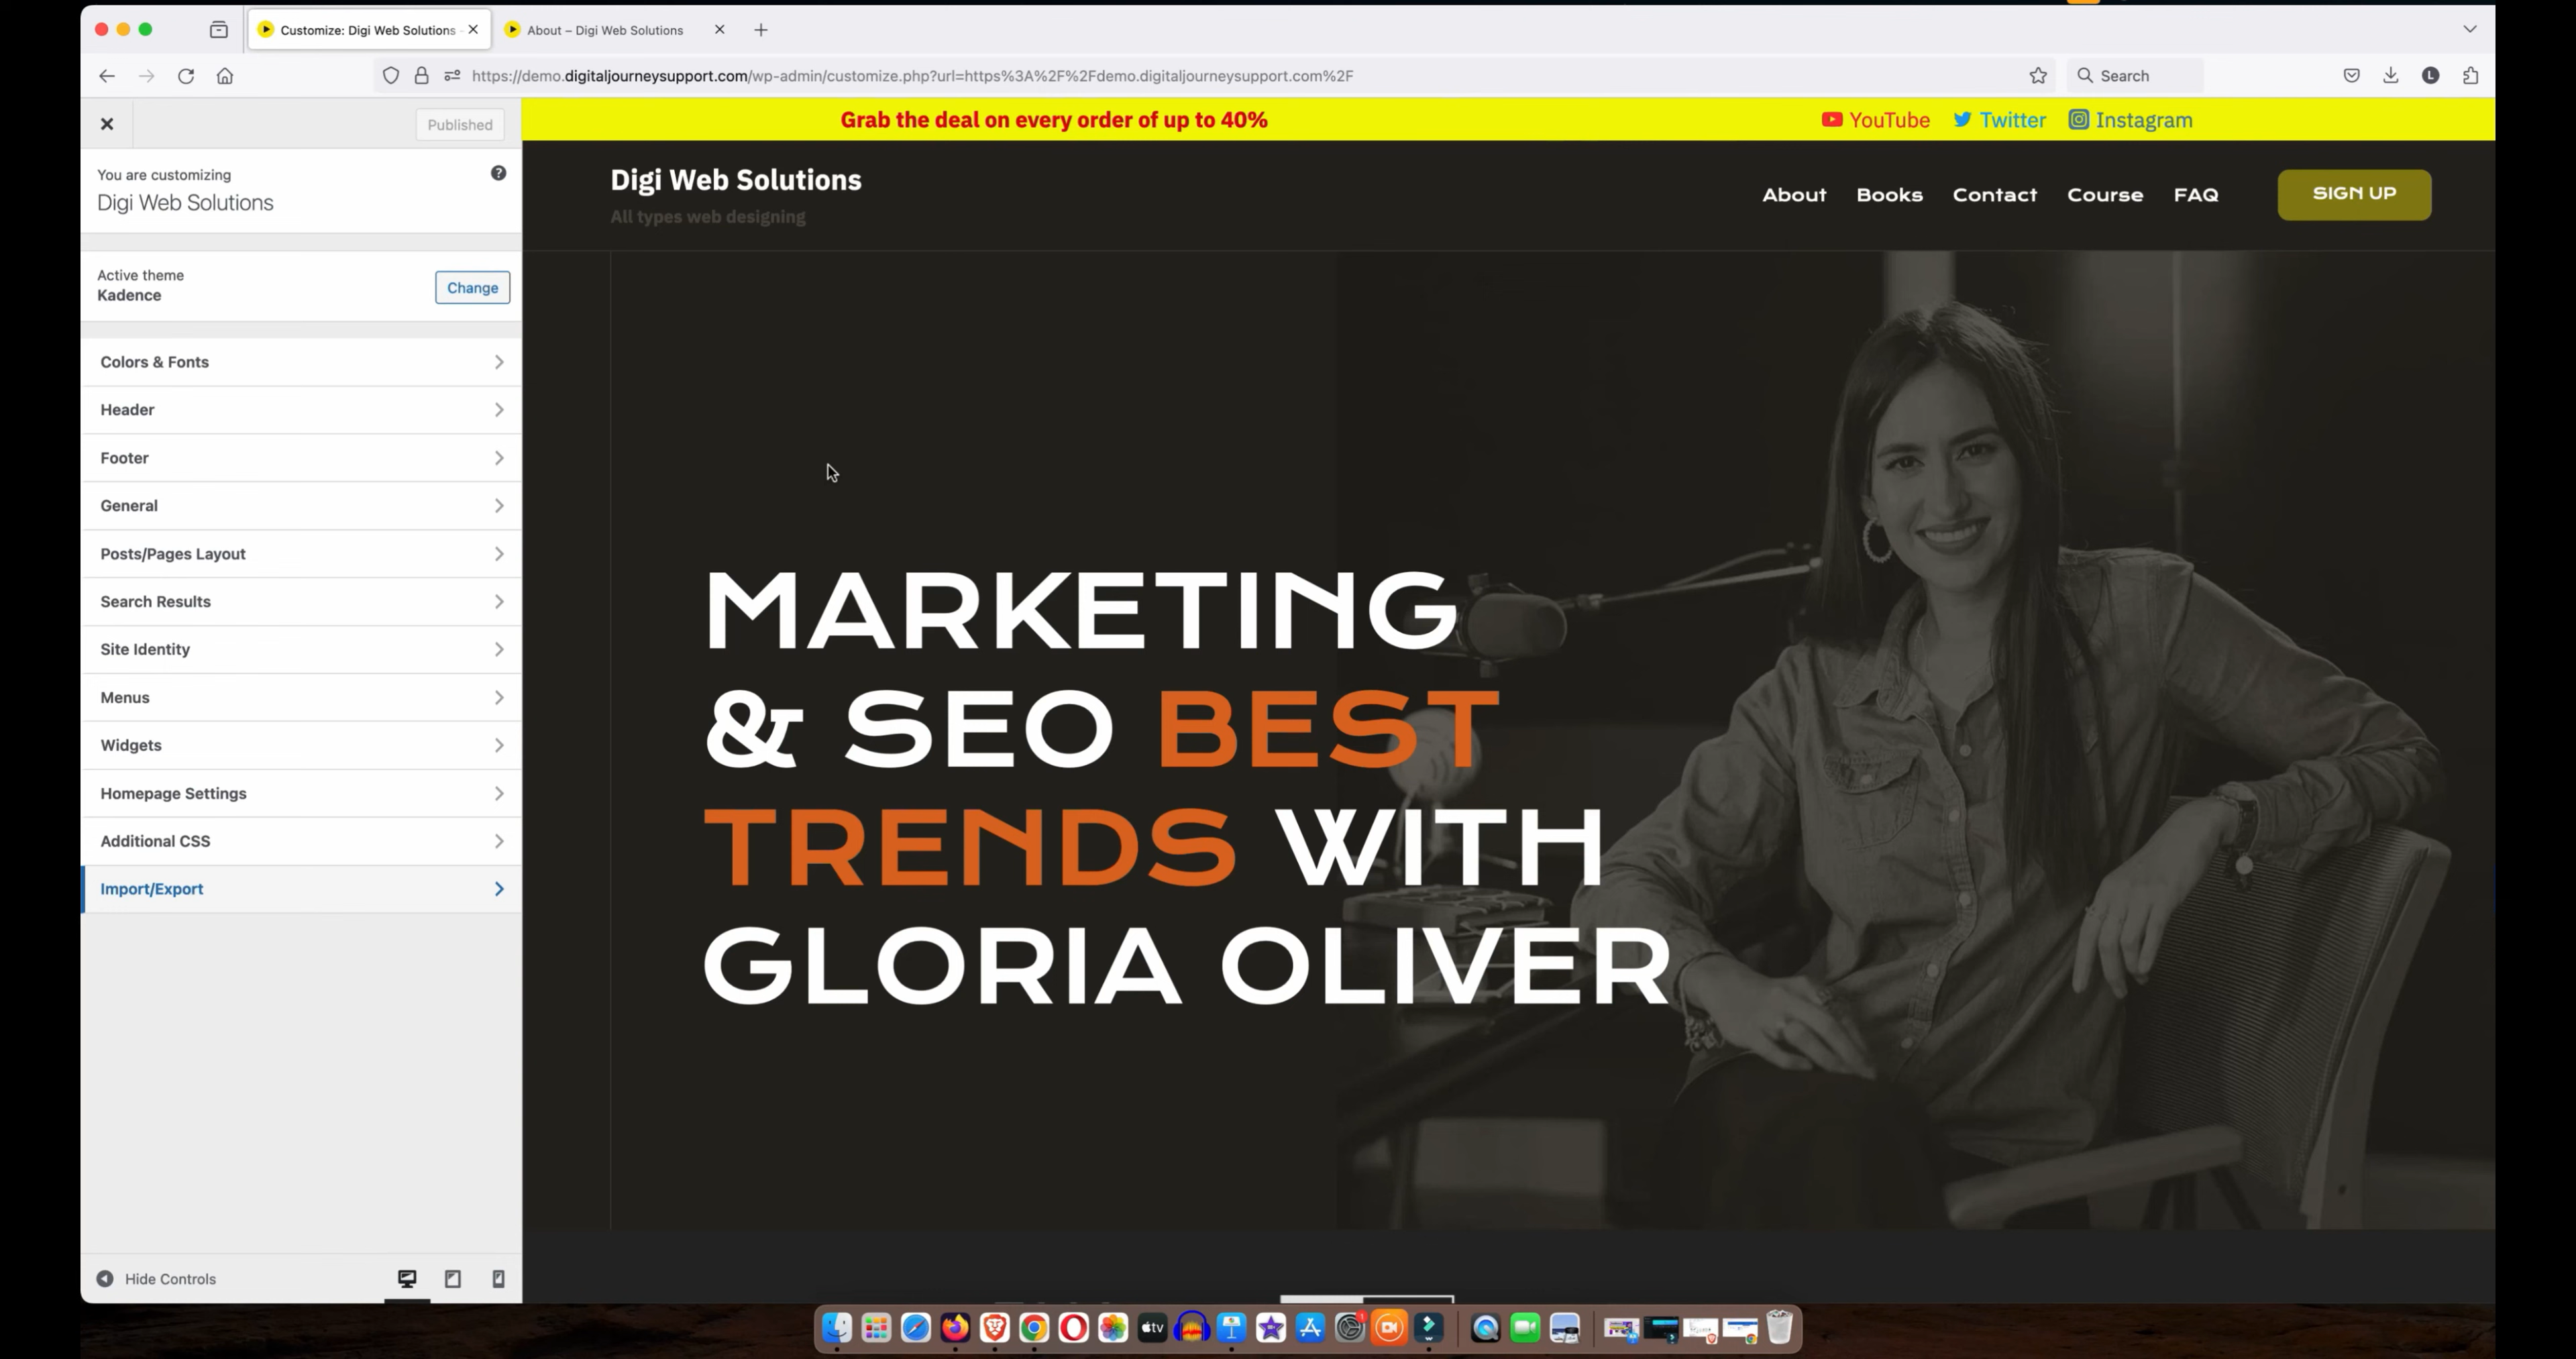 Customize: Digi Web Solutions
About – Digi Web Solutions
https://demo.digitaljourneysupport.com/wp-admin/customize.php?url=https%3A%2F%2Fdemo.digitaljourneysupport.com%2F
Search
L
Published
Grab the deal on every order of up to 40%
YouTube Twitter Instagram
You are customizing
Digi Web Solutions
Digi Web Solutions
All types web designing
About Books Contact Course FAQ
SIGN UP
Active theme
Kadence
Change
Colors & Fonts
Header
Footer
General
Posts/Pages Layout
Search Results
Site Identity
Menus
Widgets
Homepage Settings
Additional CSS
Import/Export
MARKETING
& SEO BEST
TRENDS WITH
GLORIA OLIVER
Hide Controls
tv
1